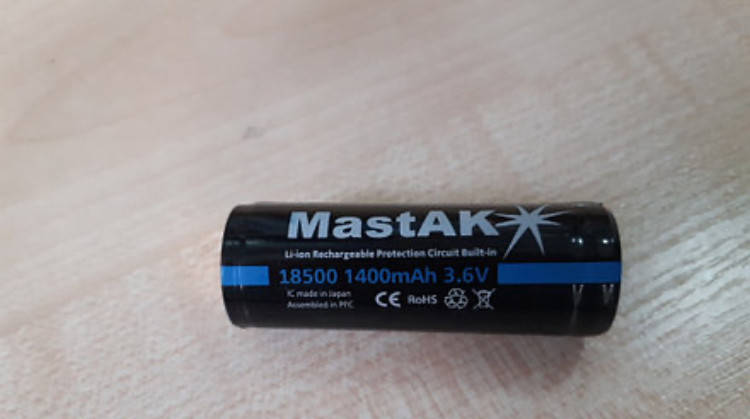 MastAK
Li-ion Rechargeable Protection Circuit Built-in
18500 1400mAh 3.6V
IC made in Japan
Assembled in PRC
CE RoHS